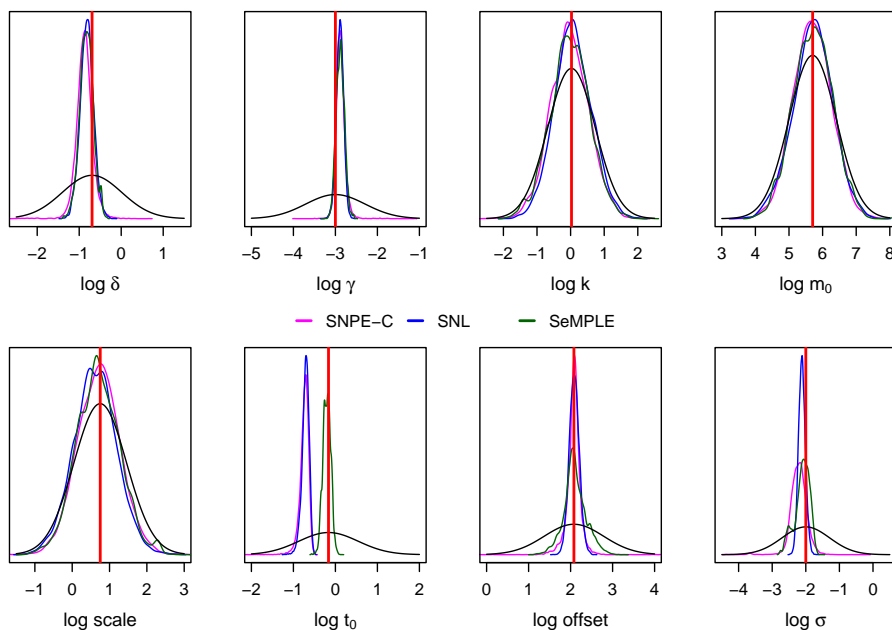 −2 −1 0 1
log δ
−5 −4 −3 −2 −1
log γ
−2 −1 0 1 2
log k
3 4 5 6 7 8
log m0
SNPE−C SNL SeMPLE
−1 0 1 2 3
log scale
−2 −1 0 1 2
log t0
0 1 2 3 4
log offset
−4 −3 −2 −1 0
log σ